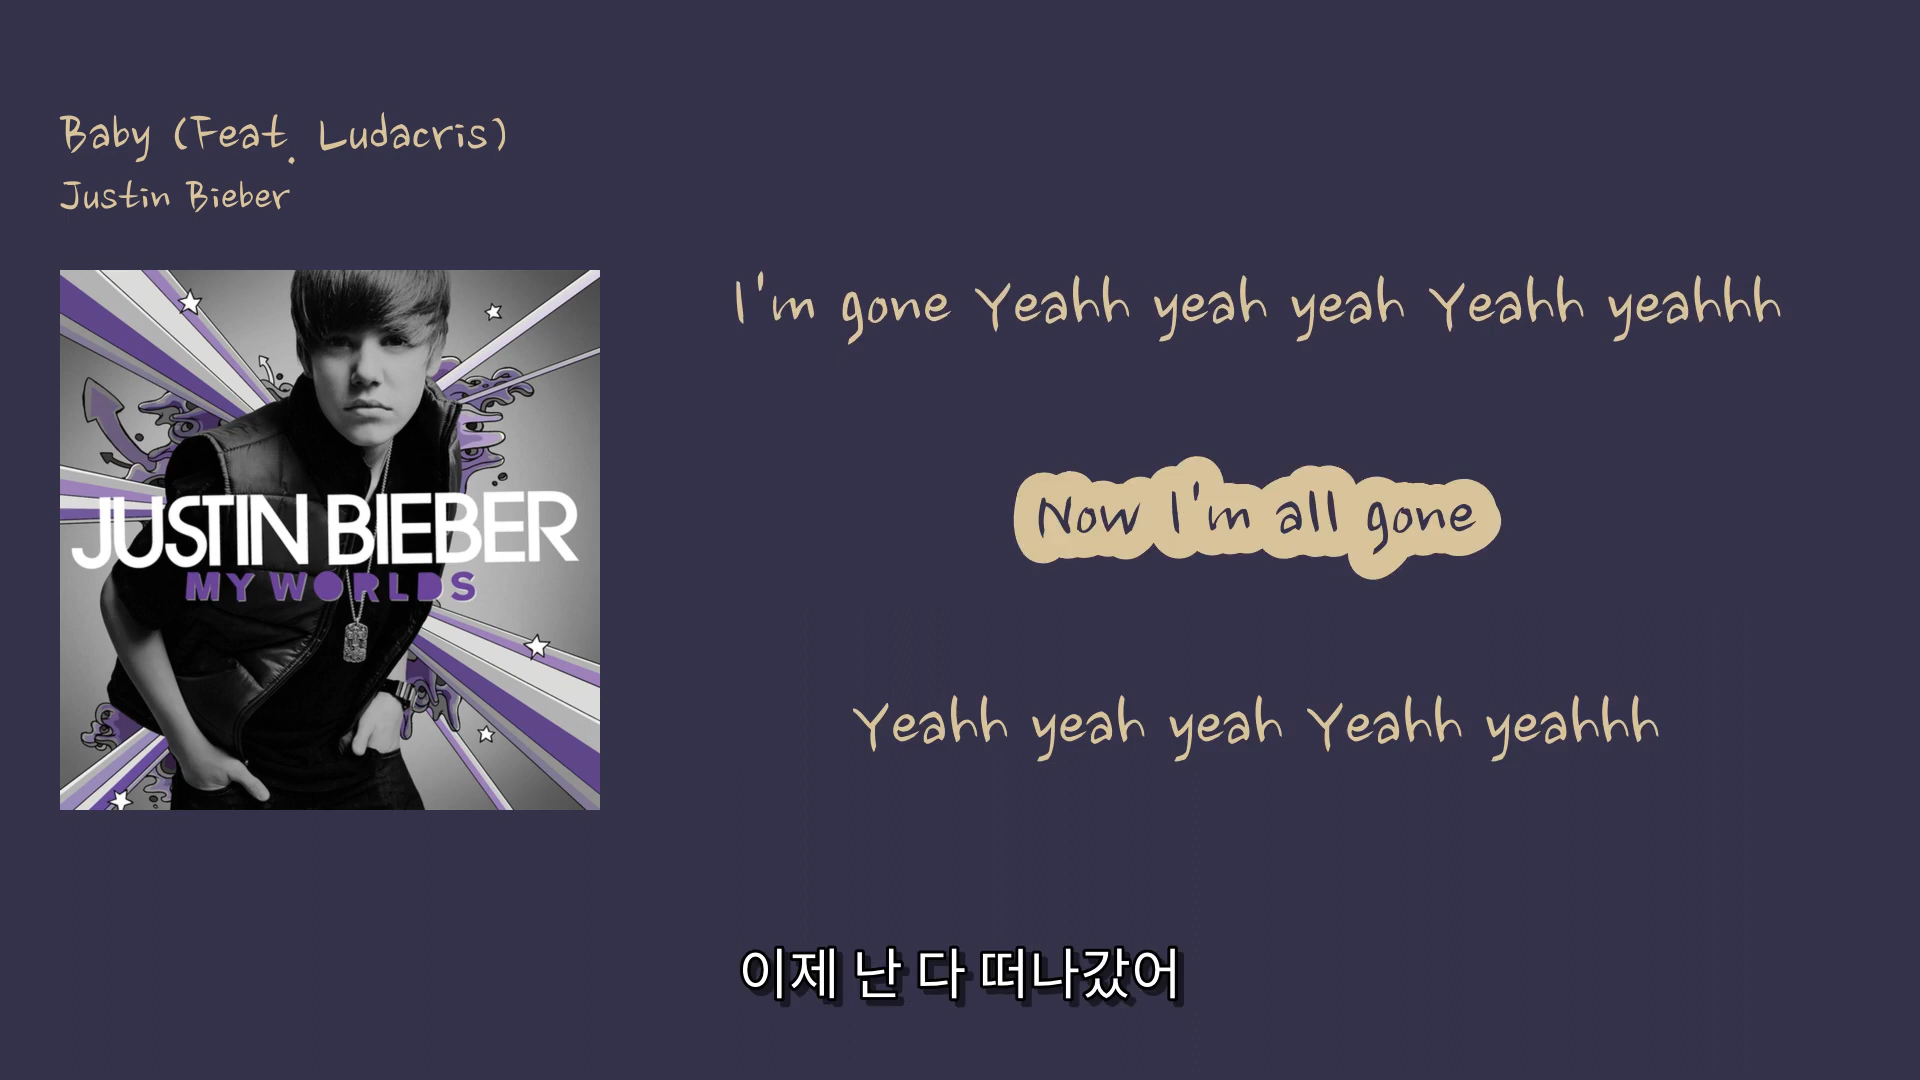 Baby (Feat. Ludacris)
Justin Bieber
JUSTIN BIEBER
MY WORLDS
I'm gone Yeahh yeah yeah Yeahh yeahhh
Now I'm all gone
Yeahh yeah yeah Yeahh yeahhh
이제 난 다 떠나갔어